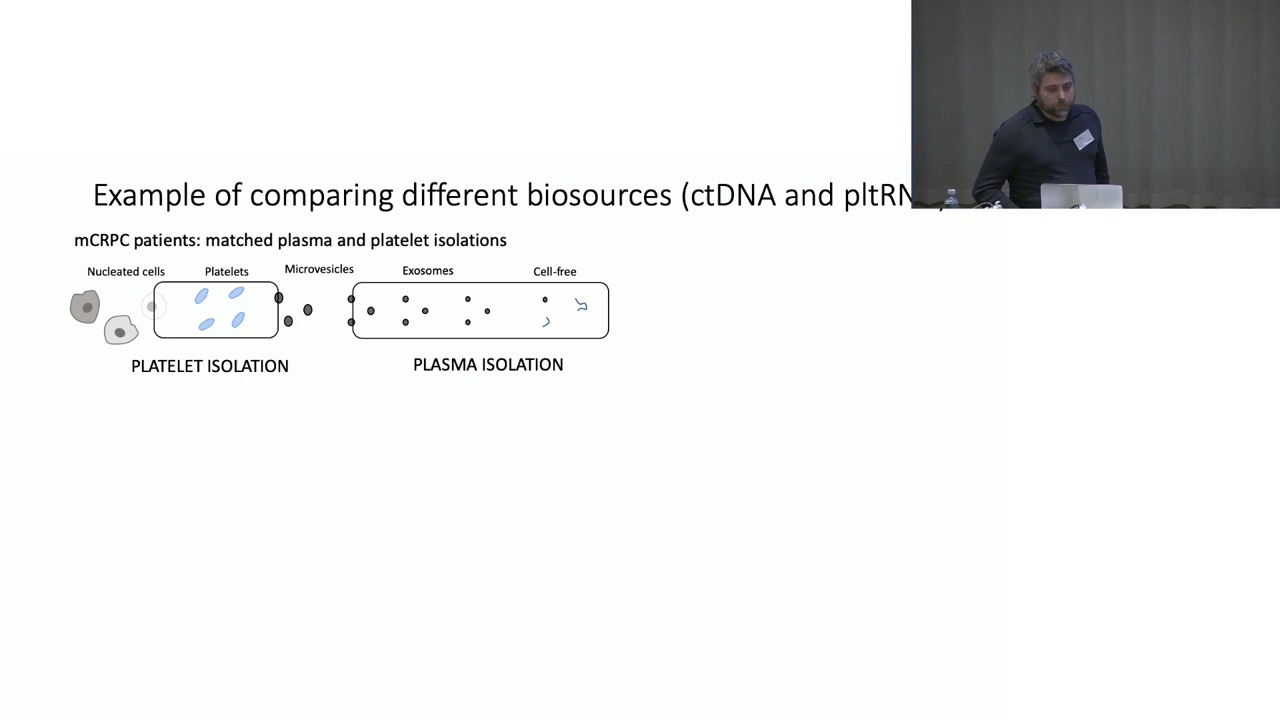 Example of comparing different biosources (ctDNA and
mCRPC patients: matched plasma and platelet isolations
Nucleated cells Platelets Microvesicles Exosomes Cell-free
PLATELET ISOLATION PLASMA ISOLATION